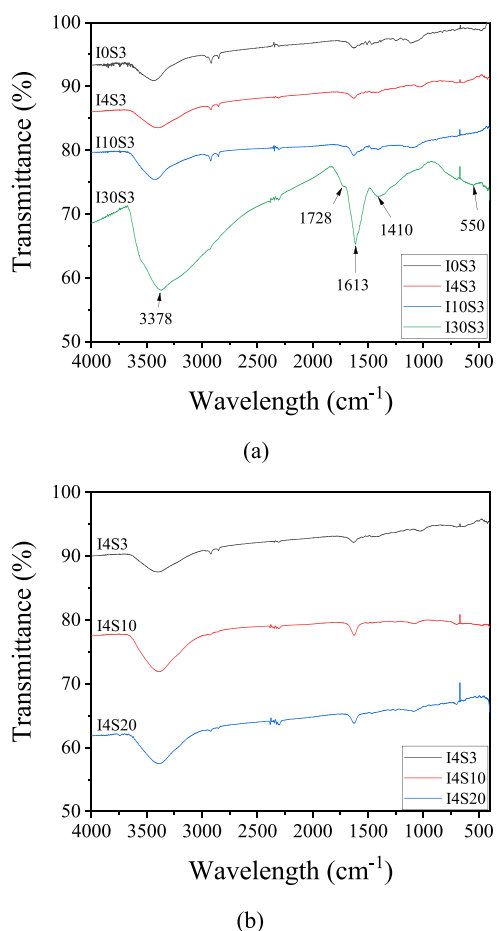 100
90
80
70
60
50
Transmittance (%)
I0S3
I4S3
I10S3
I30S3
3378
1728
1613
1410
550
I0S3
I4S3
I10S3
I30S3
4000 3500 3000 2500 2000 1500 1000 500
Wavelength (cm-1)
(a)
100
90
80
70
60
50
Transmittance (%)
I4S3
I4S10
I4S20
I4S3
I4S10
I4S20
4000 3500 3000 2500 2000 1500 1000 500
Wavelength (cm-1)
(b)